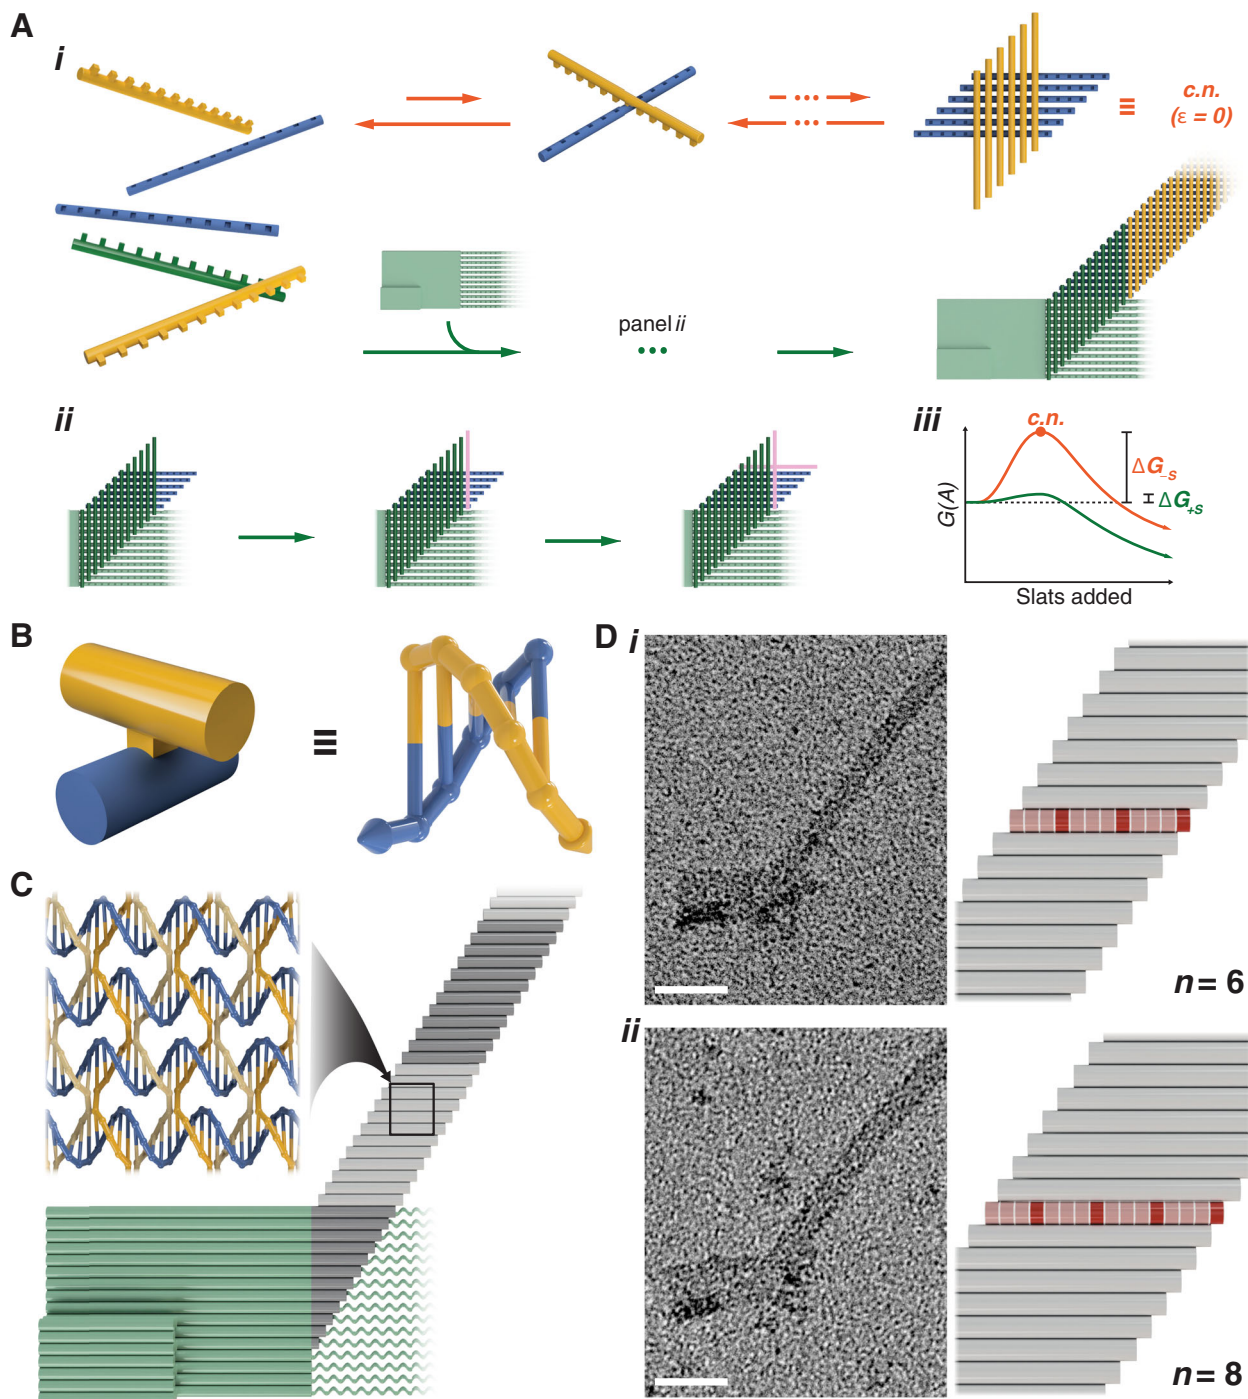 A
i
c.n.
(ε = 0)
panel ii
ii
iii
c.n.
ΔG-S
ΔG+S
G(A)
Slats added
B
C
D
i
n = 6
ii
n = 8